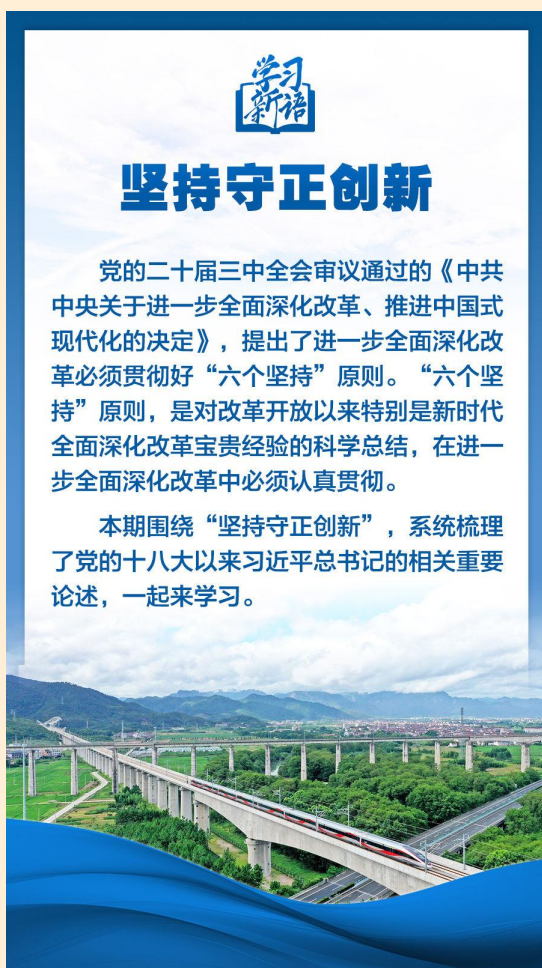 学习
新语
坚持守正创新
党的二十届三中全会审议通过的《中共
中央关于进一步全面深化改革、推进中国式
现代化的决定》，提出了进一步全面深化改
革必须贯彻好“六个坚持”原则。“六个坚
持”原则，是对改革开放以来特别是新时代
全面深化改革宝贵经验的科学总结，在进一
步全面深化改革中必须认真贯彻。
本期围绕“坚持守正创新”，系统梳理
了党的十八大以来习近平总书记的相关重要
论述，一起来学习。